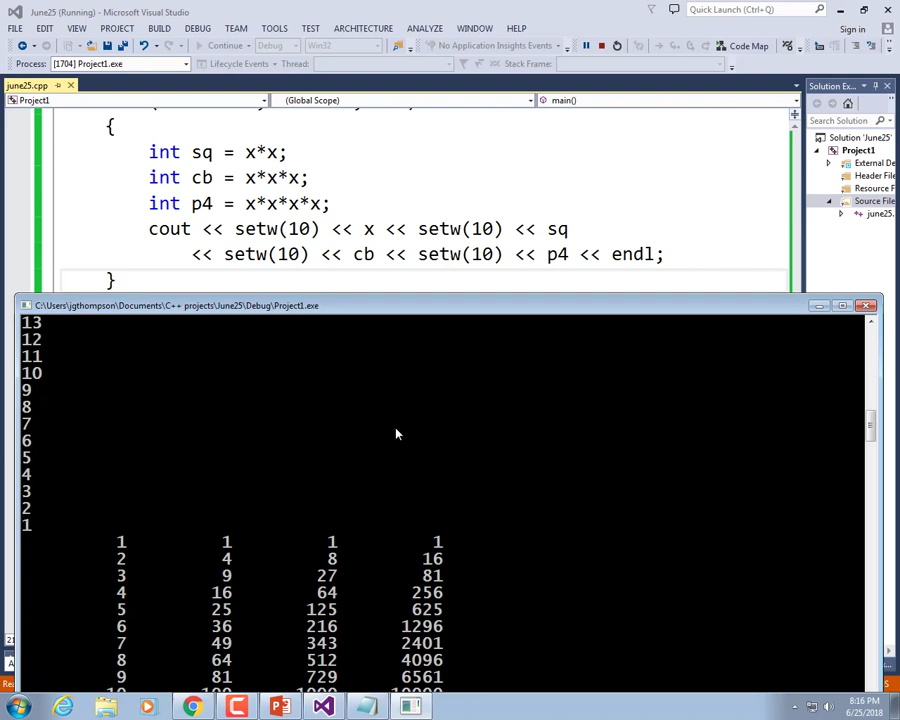 June25 (Running) - Microsoft Visual Studio
Quick Launch (Ctrl+Q)
FILE EDIT VIEW PROJECT BUILD DEBUG TEAM TOOLS TEST ARCHITECTURE ANALYZE WINDOW HELP
Sign in
Continue Debug Win32 No Application Insights Events Code Map
Process: [1704] Project1.exe Lifecycle Events Thread: Stack Frame:
june25.cpp
Solution Ex...
Project1 (Global Scope) main()
Search Solution
Solution 'June25'
Project1
External De
Header File
Resource F
Source File
june25.
{
int sq = x*x;
int cb = x*x*x;
int p4 = x*x*x*x;
cout << setw(10) << x << setw(10) << sq
<< setw(10) << cb << setw(10) << p4 << endl;
}
C:\Users\jgthompson\Documents\C++ projects\June25\Debug\Project1.exe
13
12
11
10
9
8
7
6
5
4
3
2
1
1 1 1 1
2 4 8 16
3 9 27 81
4 16 64 256
5 25 125 625
6 36 216 1296
7 49 343 2401
8 64 512 4096
9 81 729 6561
8:16 PM
6/25/2018